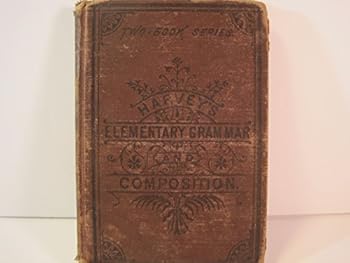 TWO-BOOK SERIES.
HARVEY'S
ELEMENTARY GRAMMAR
AND
COMPOSITION.